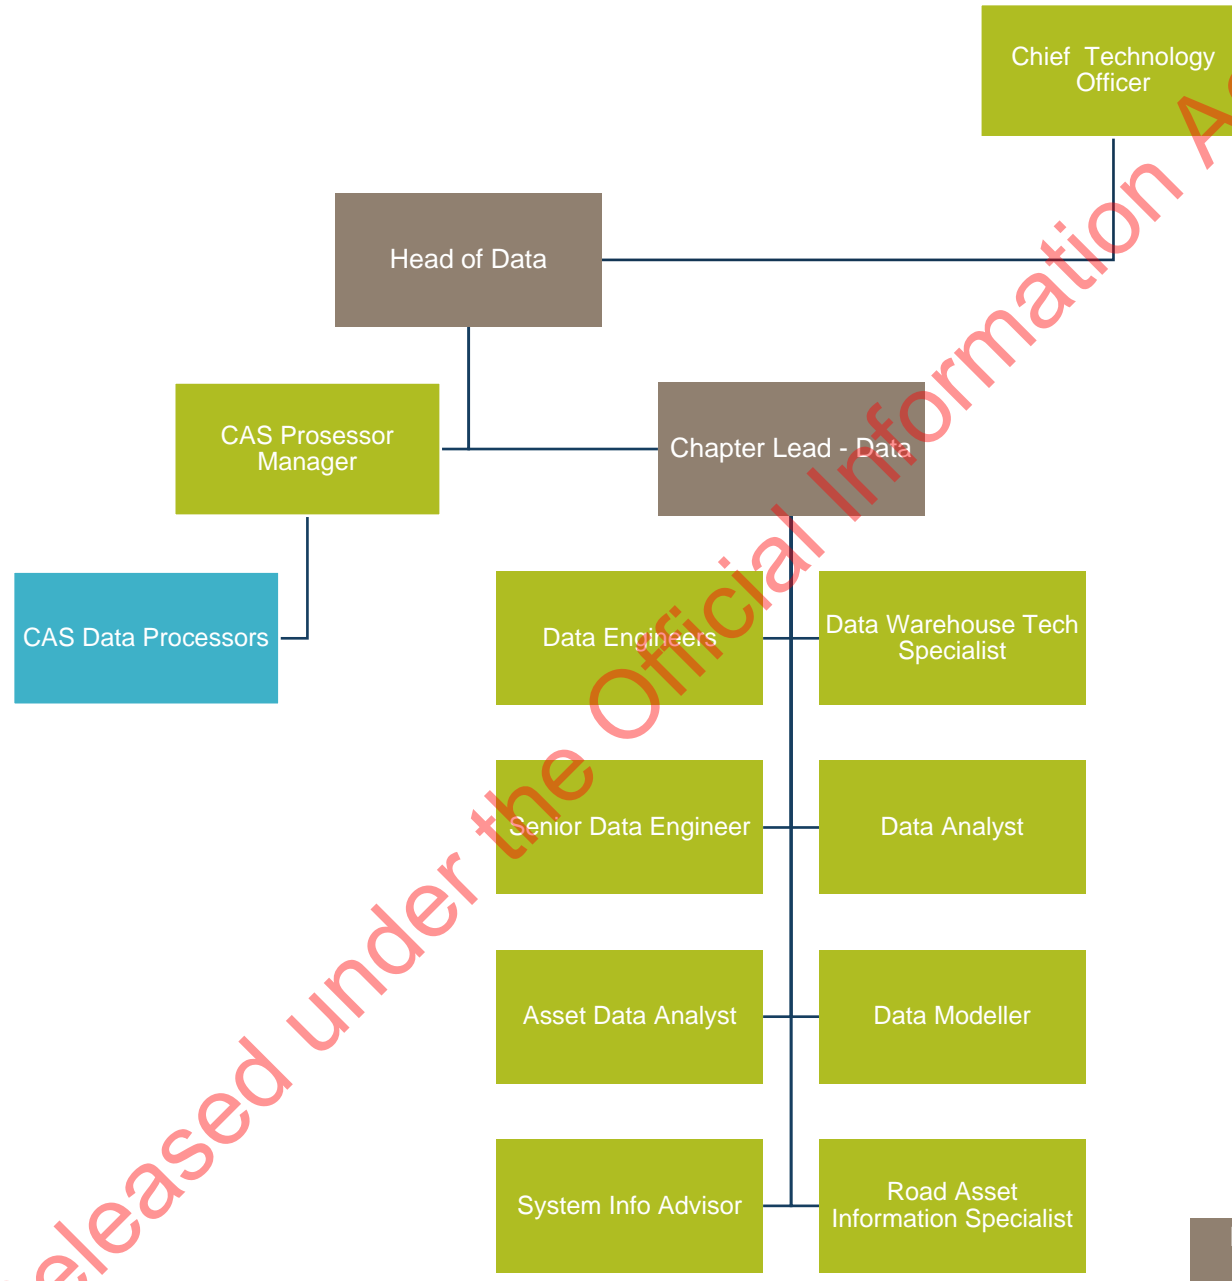 Chief Technology
Officer
Head of Data
CAS Prosessor
Manager
Chapter Lead - Data
CAS Data Processors
Data Engineers
Data Warehouse Tech
Specialist
Senior Data Engineer
Data Analyst
Asset Data Analyst
Data Modeller
System Info Advisor
Road Asset
Information Specialist
eleased under the Official Information A